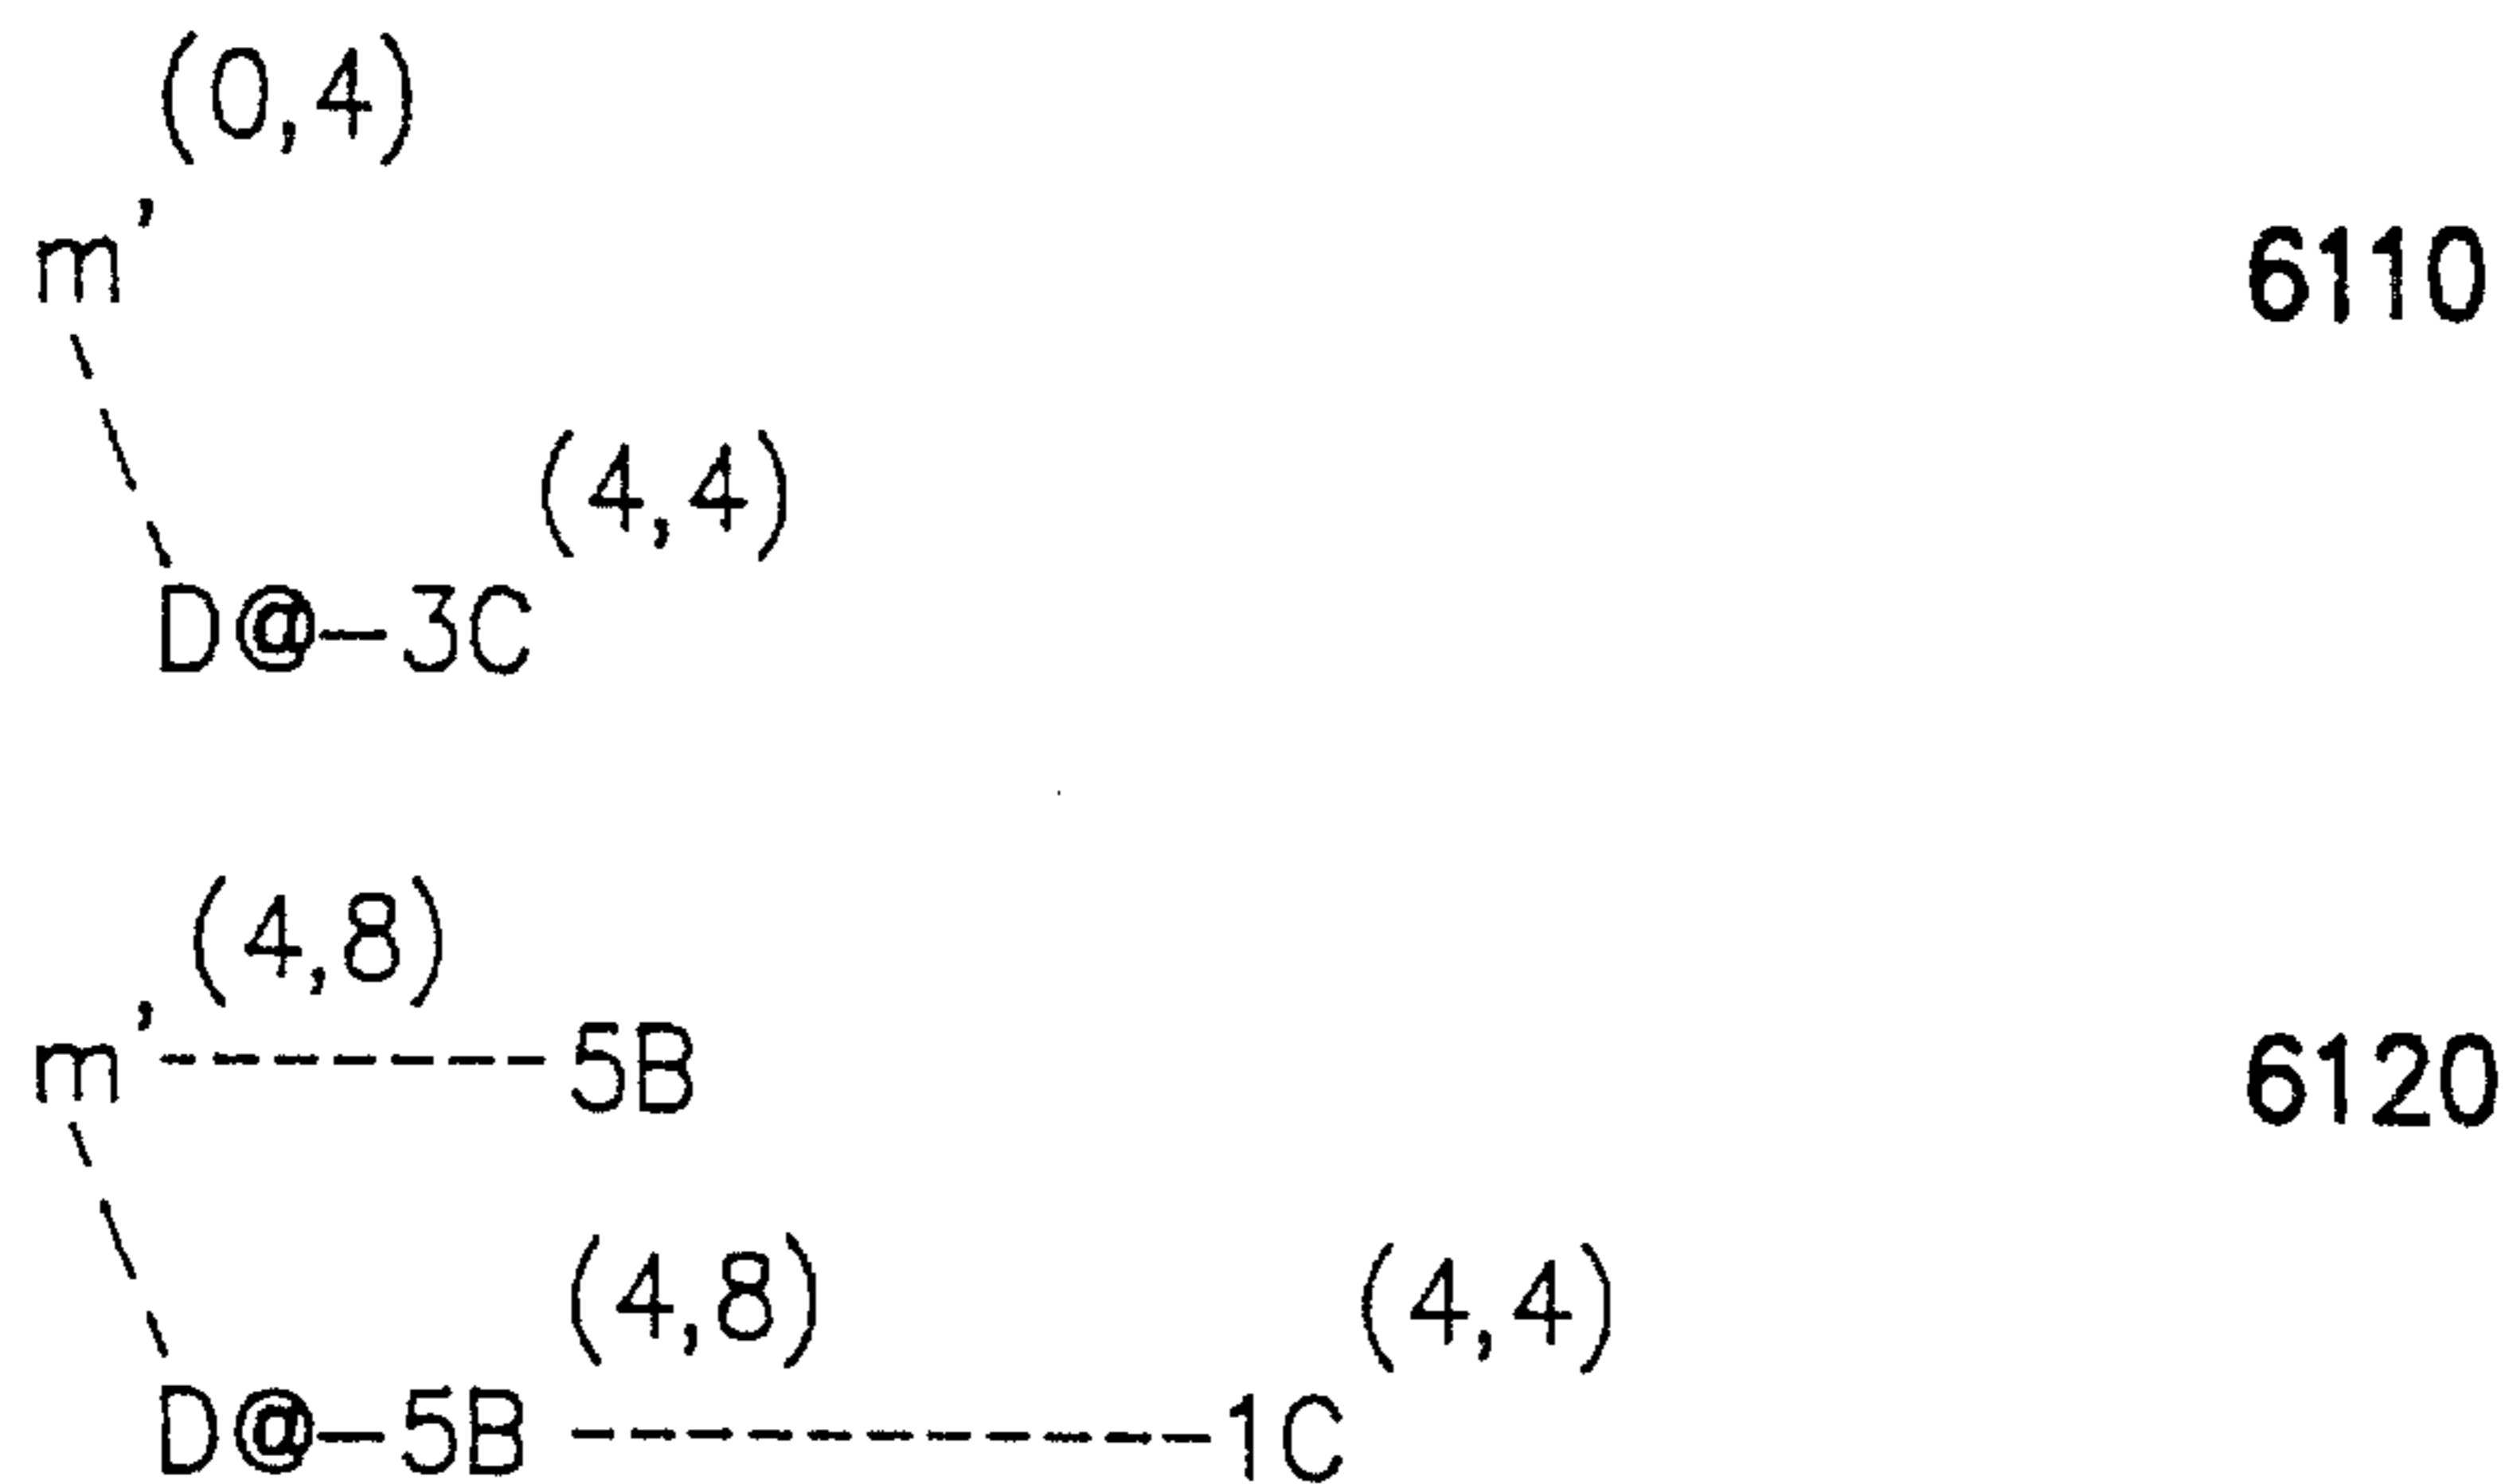 (0,4)
m' 6110
(4,4)
D@-3C
(4,8)
m' 5B 6120
(4,8) (4,4)
D@-5B 1C